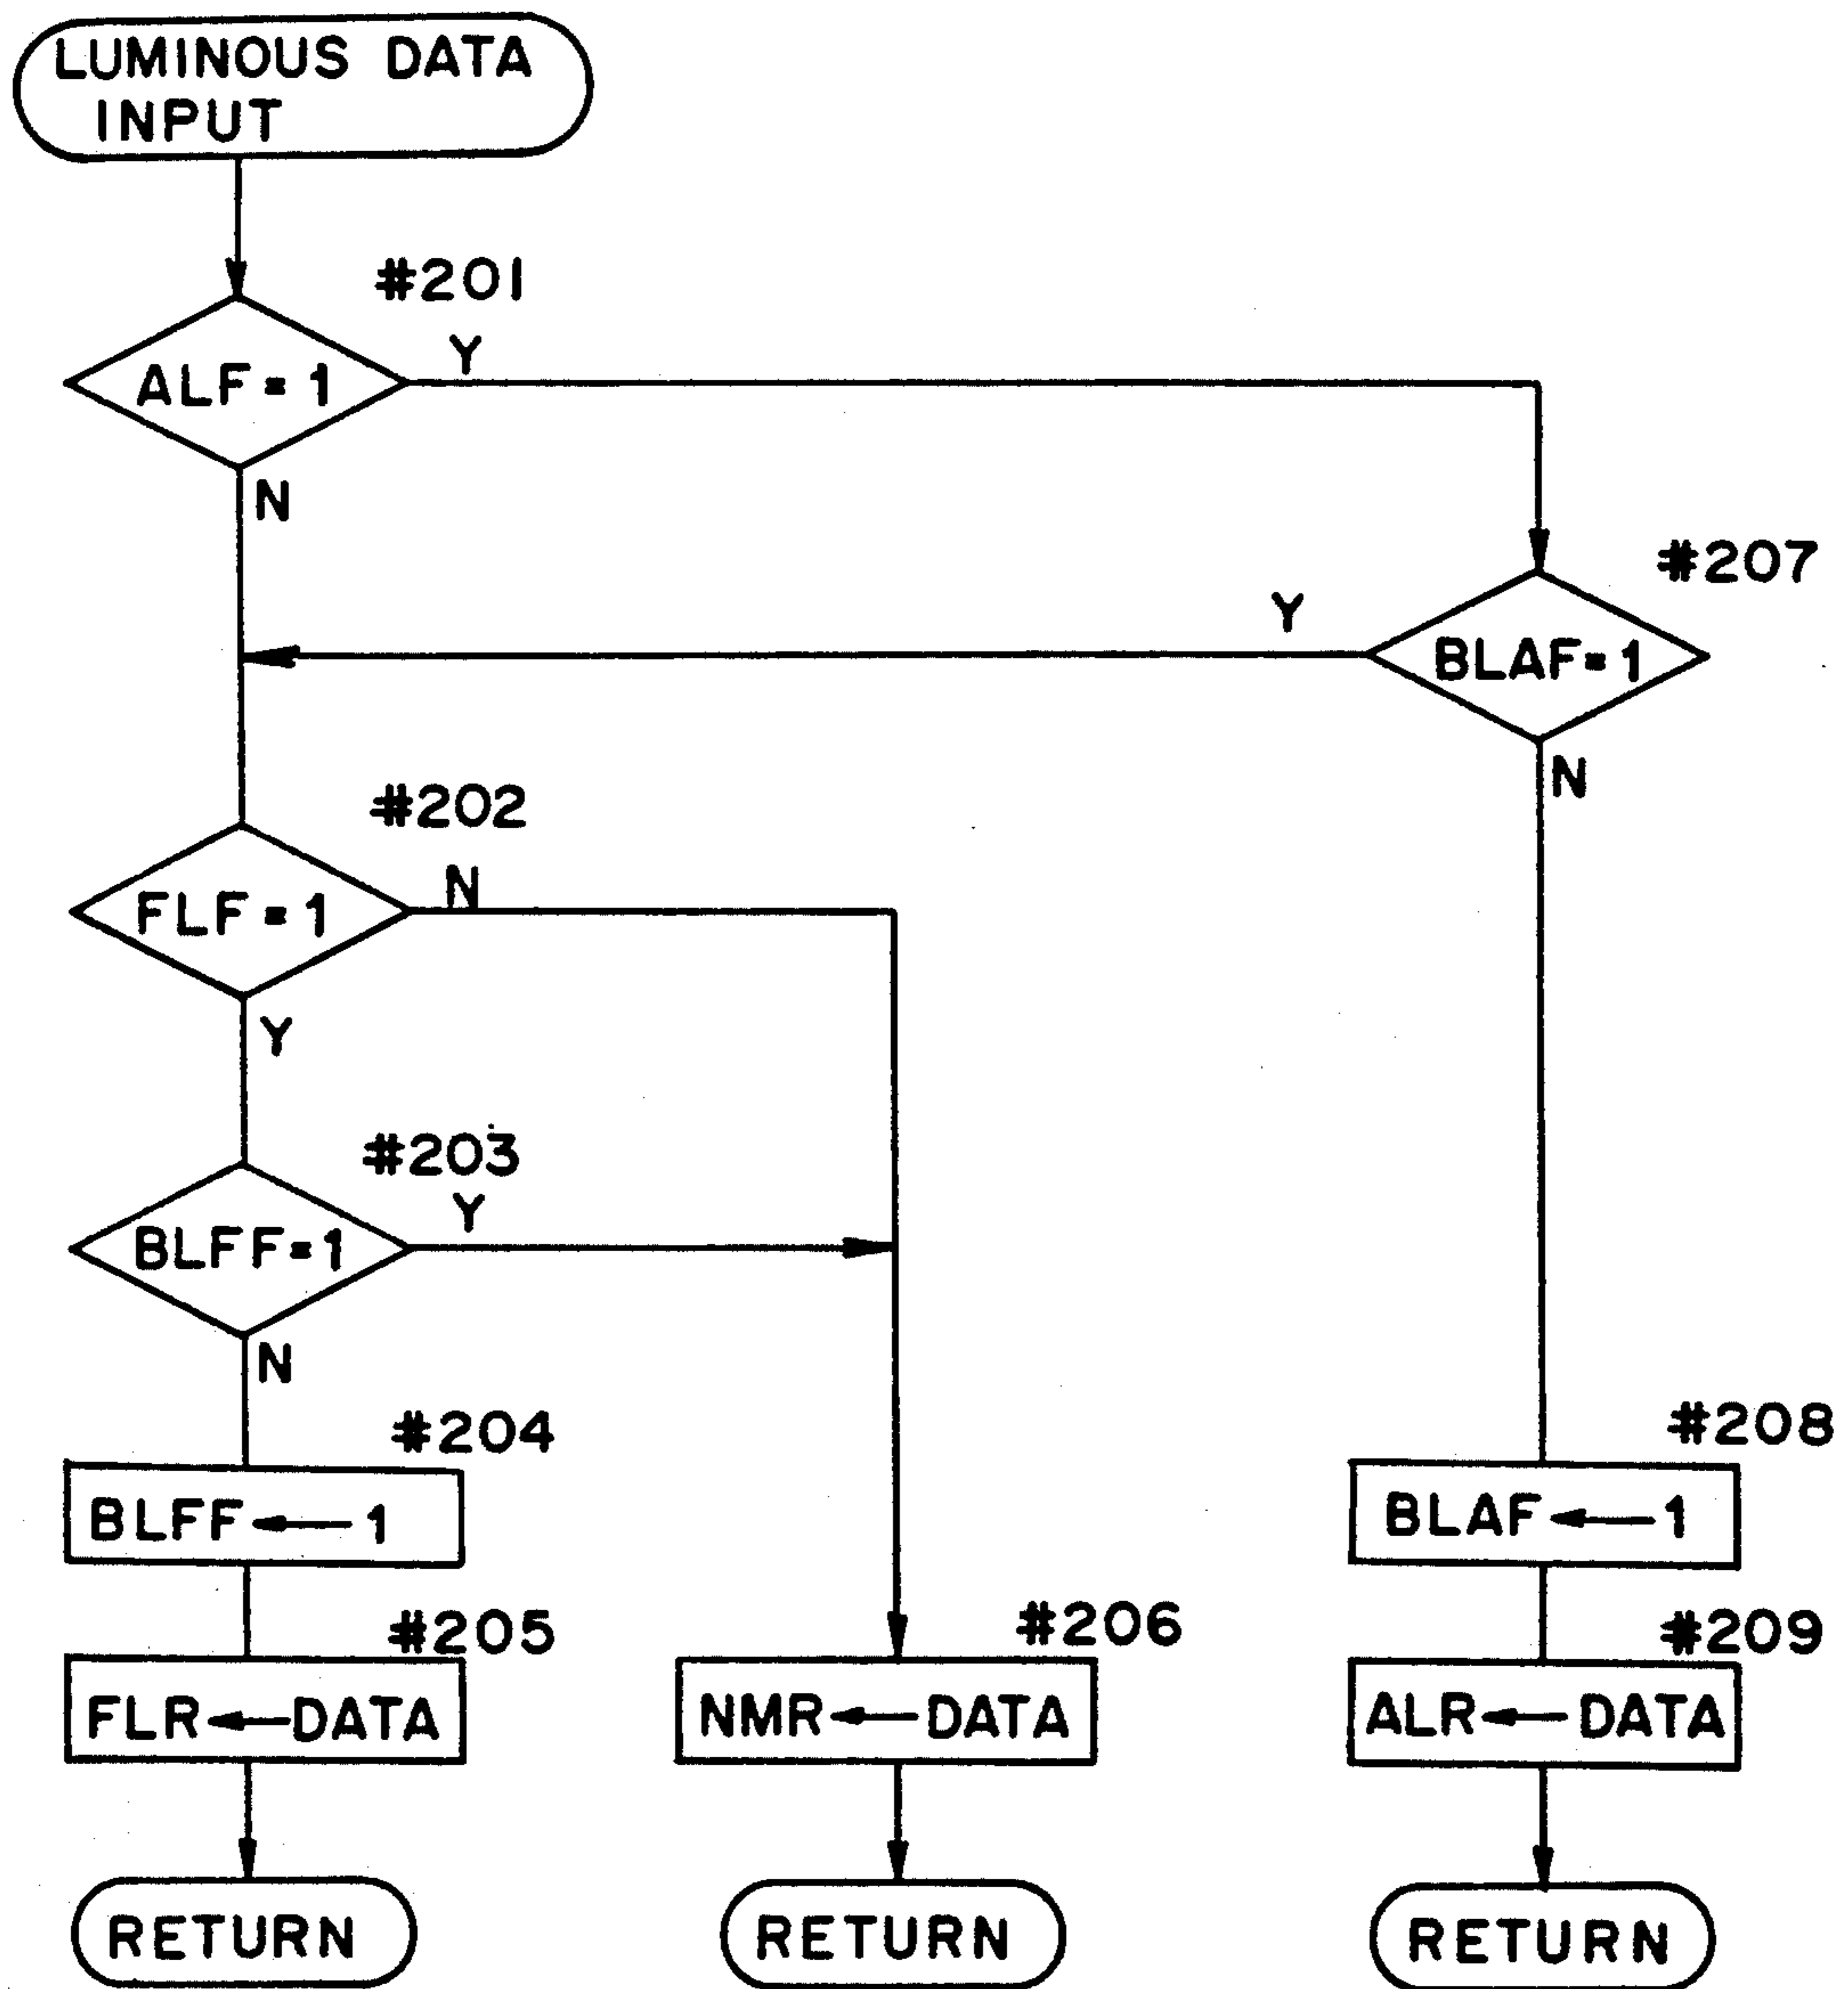 LUMINOUS DATA
INPUT
#201
Y
ALF = 1
N
#207
Y
BLAF = 1
N
#202
N
FLF = 1
Y
#203
Y
BLFF = 1
N
#204
BLFF ← 1
#208
BLAF ← 1
#205
FLR ← DATA
#206
NMR ← DATA
#209
ALR ← DATA
RETURN
RETURN
RETURN